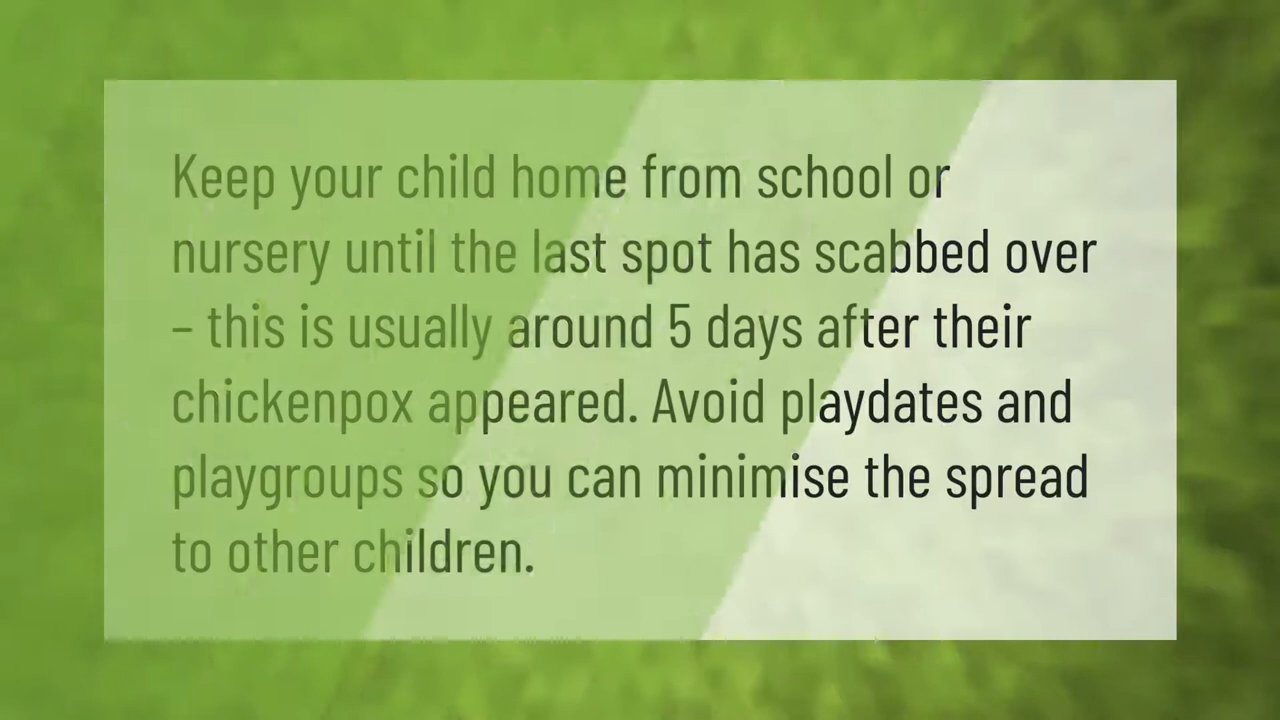 Keep your child home from school or
nursery until the last spot has scabbed over
– this is usually around 5 days after their
chickenpox appeared. Avoid playdates and
playgroups so you can minimise the spread
to other children.